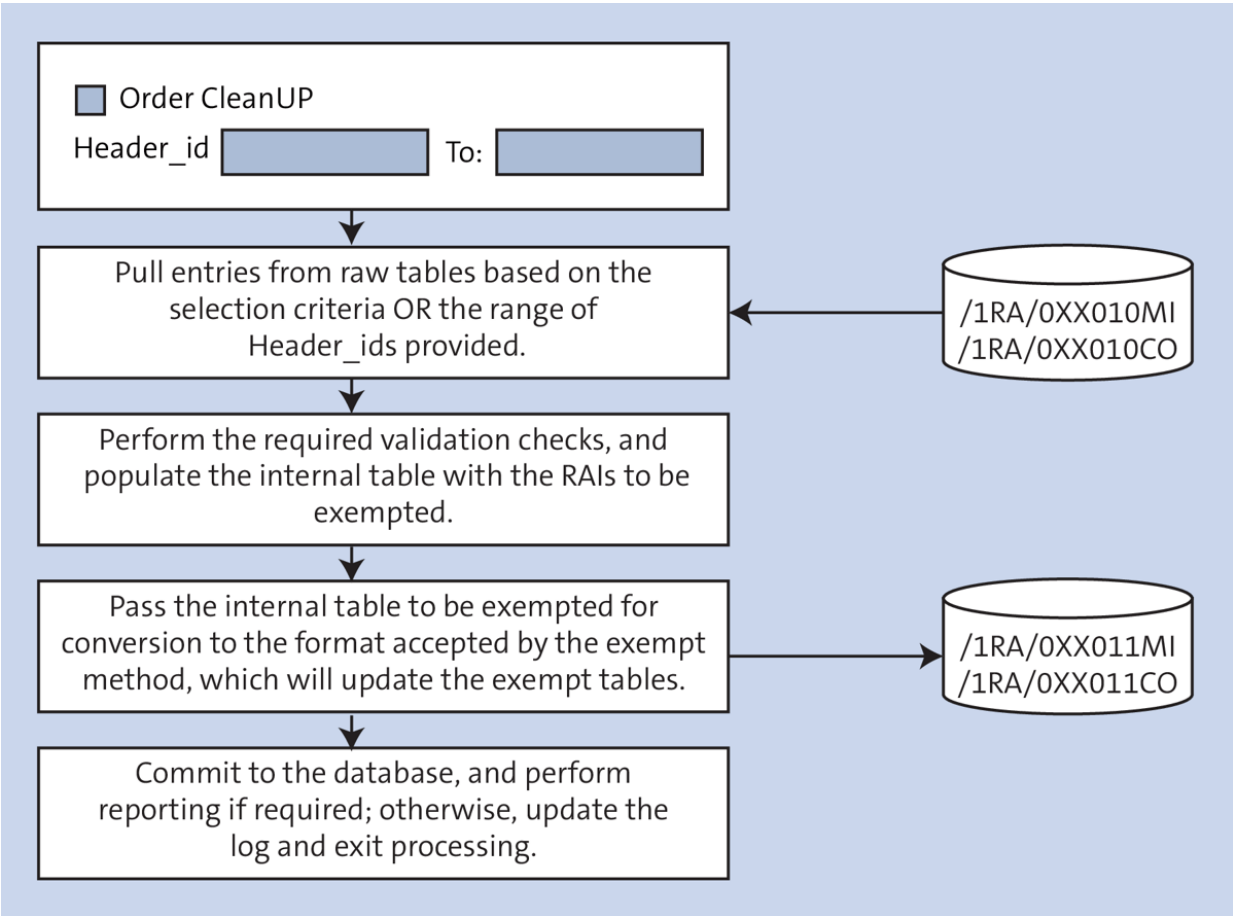 Order CleanUP
Header_id To:
Pull entries from raw tables based on the
selection criteria OR the range of
Header_ids provided.
/1RA/0XX010MI
/1RA/0XX010CO
Perform the required validation checks, and
populate the internal table with the RAIs to be
exempted.
Pass the internal table to be exempted for
conversion to the format accepted by the exempt
method, which will update the exempt tables.
/1RA/0XX011MI
/1RA/0XX011CO
Commit to the database, and perform
reporting if required; otherwise, update the
log and exit processing.